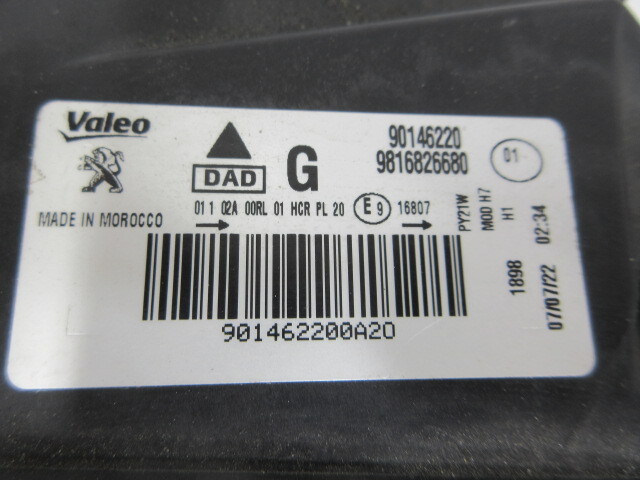 Valeo
90146220
9816826680
01
DAD
G
MADE IN MOROCCO
01 1 02A 00RL 01 HCR PL 20
E 9
16807
PY21W
MOD H7
H1
1898
07/07/22 02:34
901462200A20